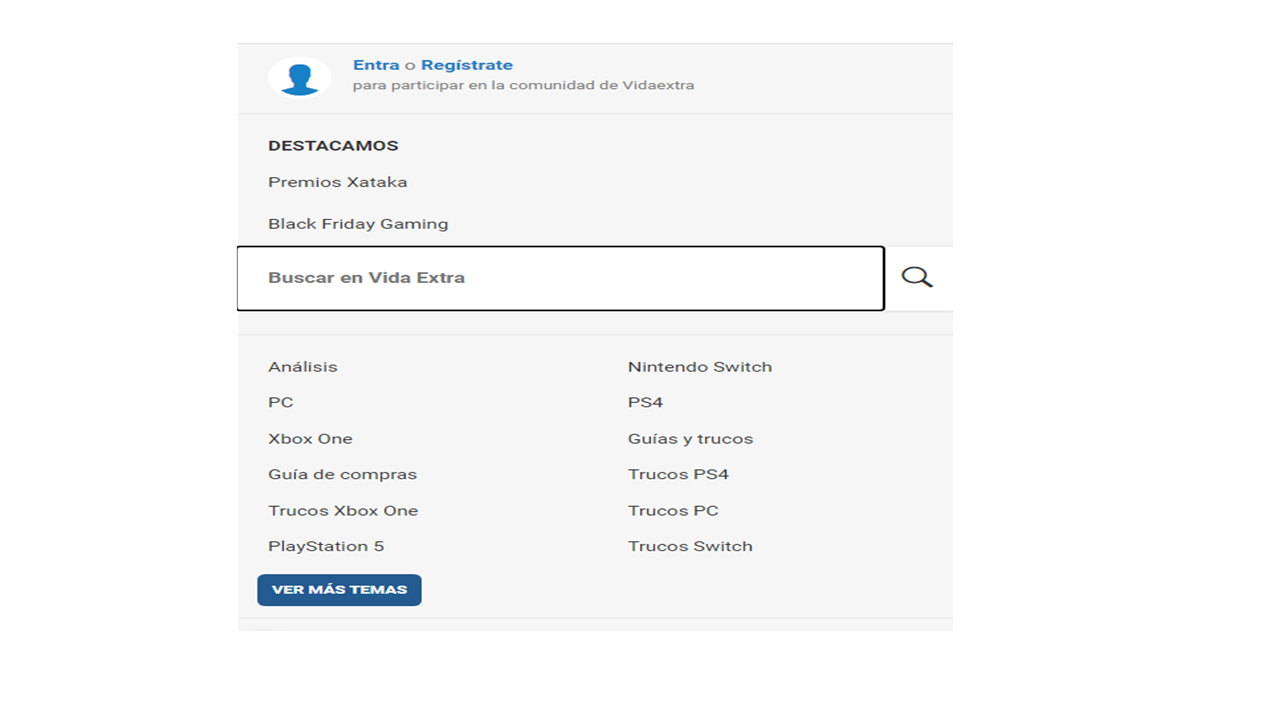 Entra o Regístrate
para participar en la comunidad de Vidaextra
DESTACAMOS
Premios Xataka
Black Friday Gaming
Buscar en Vida Extra
Análisis
Nintendo Switch
PC
PS4
Xbox One
Guías y trucos
Guía de compras
Trucos PS4
Trucos Xbox One
Trucos PC
PlayStation 5
Trucos Switch
VER MÁS TEMAS